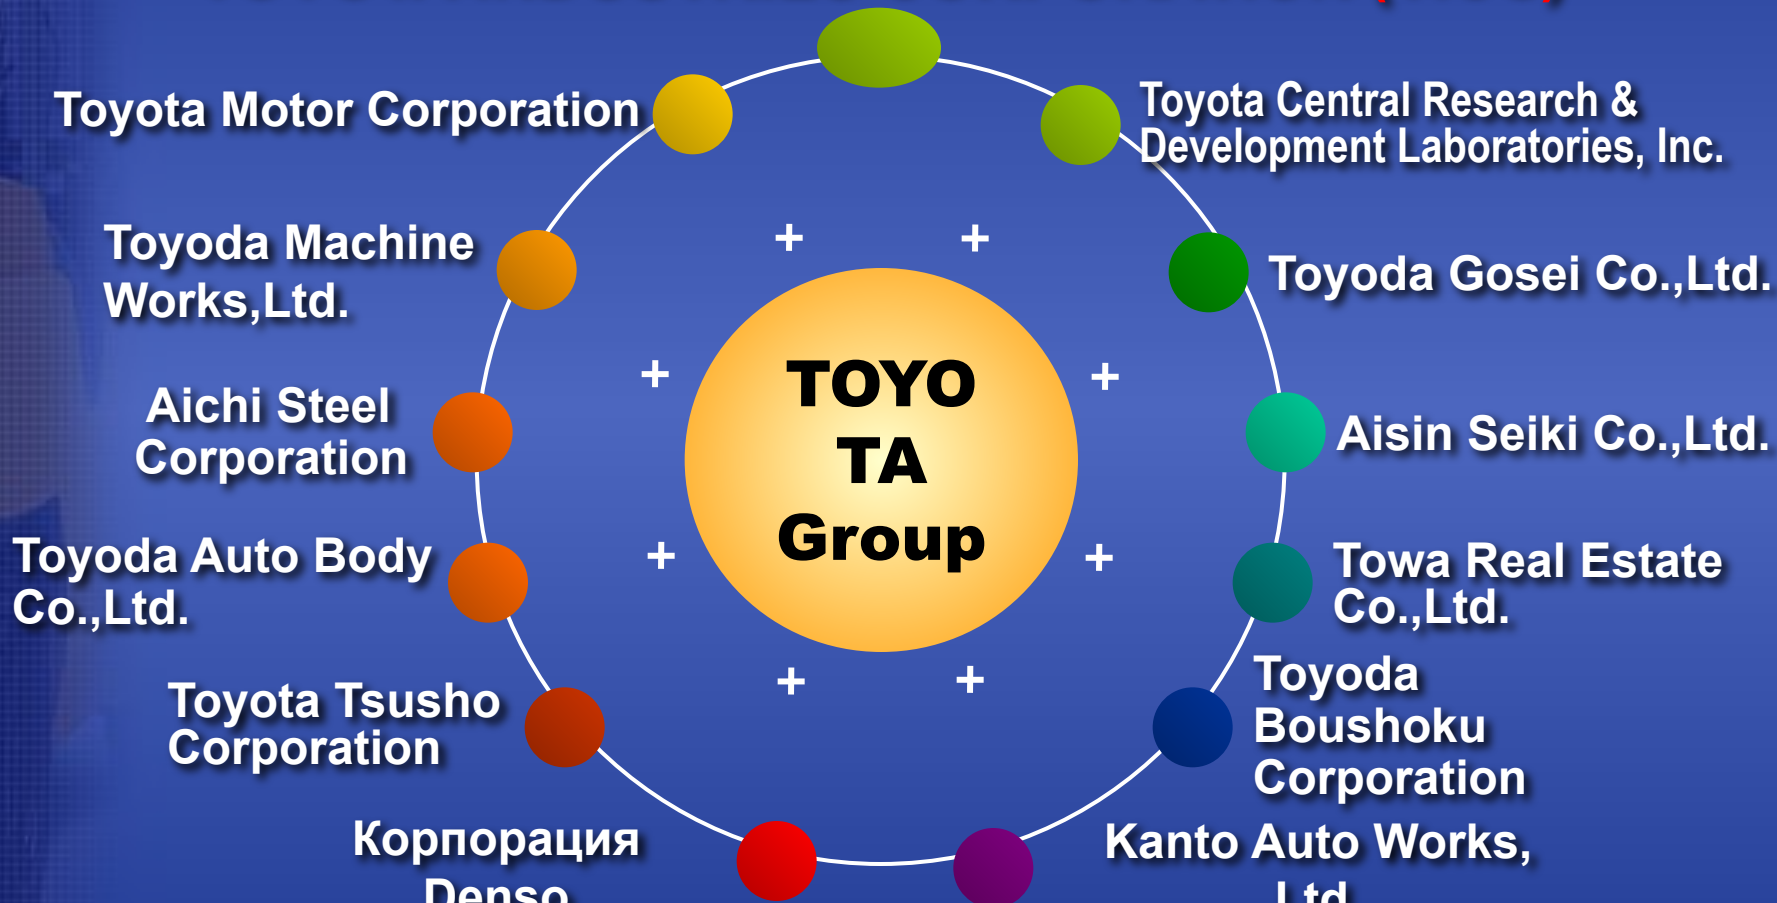 Toyota Motor Corporation
Toyota Central Research &
Development Laboratories, Inc.
Toyoda Machine
Works,Ltd.
+ +
Toyoda Gosei Co.,Ltd.
+ +
TOYO
TA
Group
Aichi Steel
Corporation
Aisin Seiki Co.,Ltd.
Toyoda Auto Body
Co.,Ltd.
+ +
Towa Real Estate
Co.,Ltd.
Toyota Tsusho
Corporation
+ +
Toyoda
Boushoku
Corporation
Корпорация
Denso
Kanto Auto Works,
Ltd